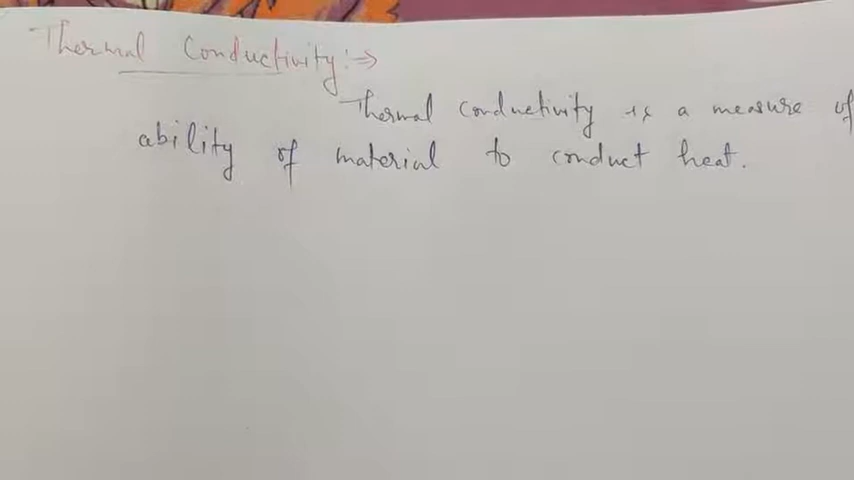 Thermal Conductivity:⇒
Thermal conductivity is a measure of
ability of material to conduct heat.